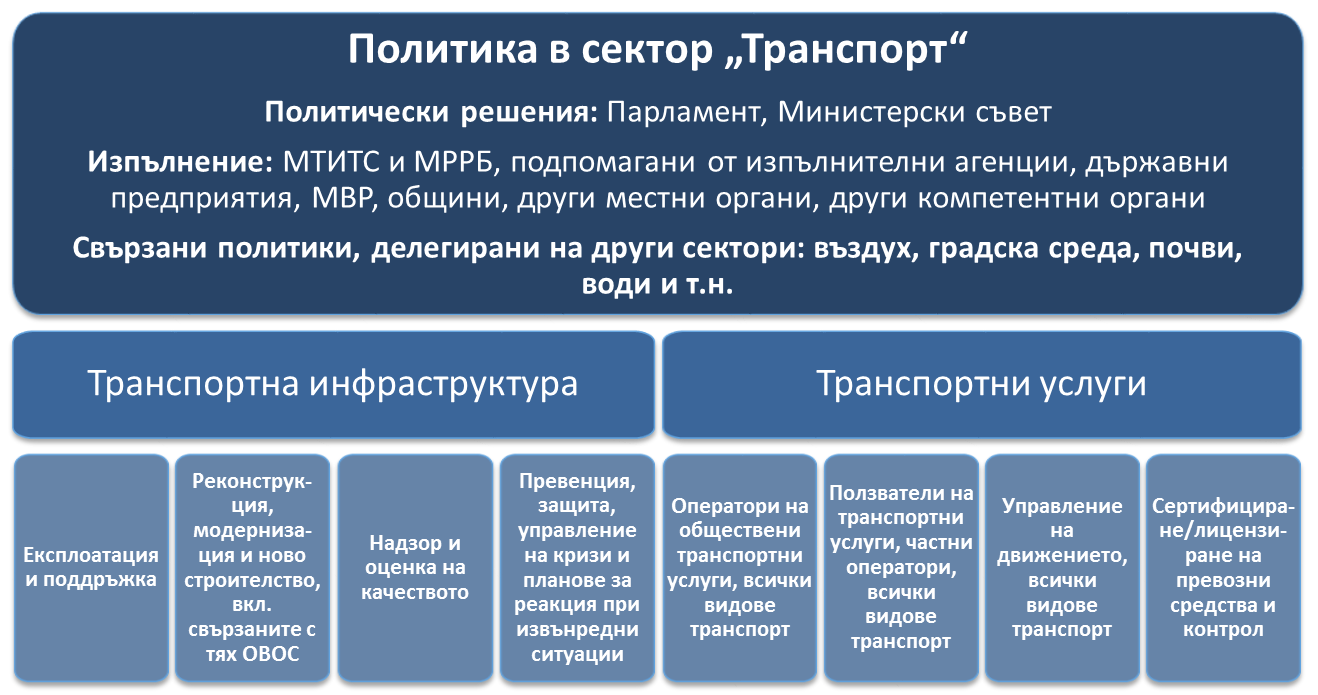 Политика в сектор „Транспорт“
Политически решения: Парламент, Министерски съвет
Изпълнение: МТИТС и МРРБ, подпомагани от изпълнителни агенции, държавни
предприятия, МВР, общини, други местни органи, други компетентни органи
Свързани политики, делегирани на други сектори: въздух, градска среда, почви,
води и т.н.
Транспортна инфраструктура
Транспортни услуги
Експлоатация
и поддръжка
Реконструк-
ция,
модерниза-
ция и ново
строителство,
вкл.
свързаните с
тях ОВОС
Надзор и
оценка на
качеството
Превенция,
защита,
управление
на кризи и
планове за
реакция при
извънредни
ситуации
Оператори на
обществени
транспортни
услуги, всички
видове
транспорт
Ползватели на
транспортни
услуги, частни
оператори,
всички
видове
транспорт
Управление
на
движението,
всички
видове
транспорт
Сертифицира-
не/лицензи-
ране на
превозни
средства и
контрол